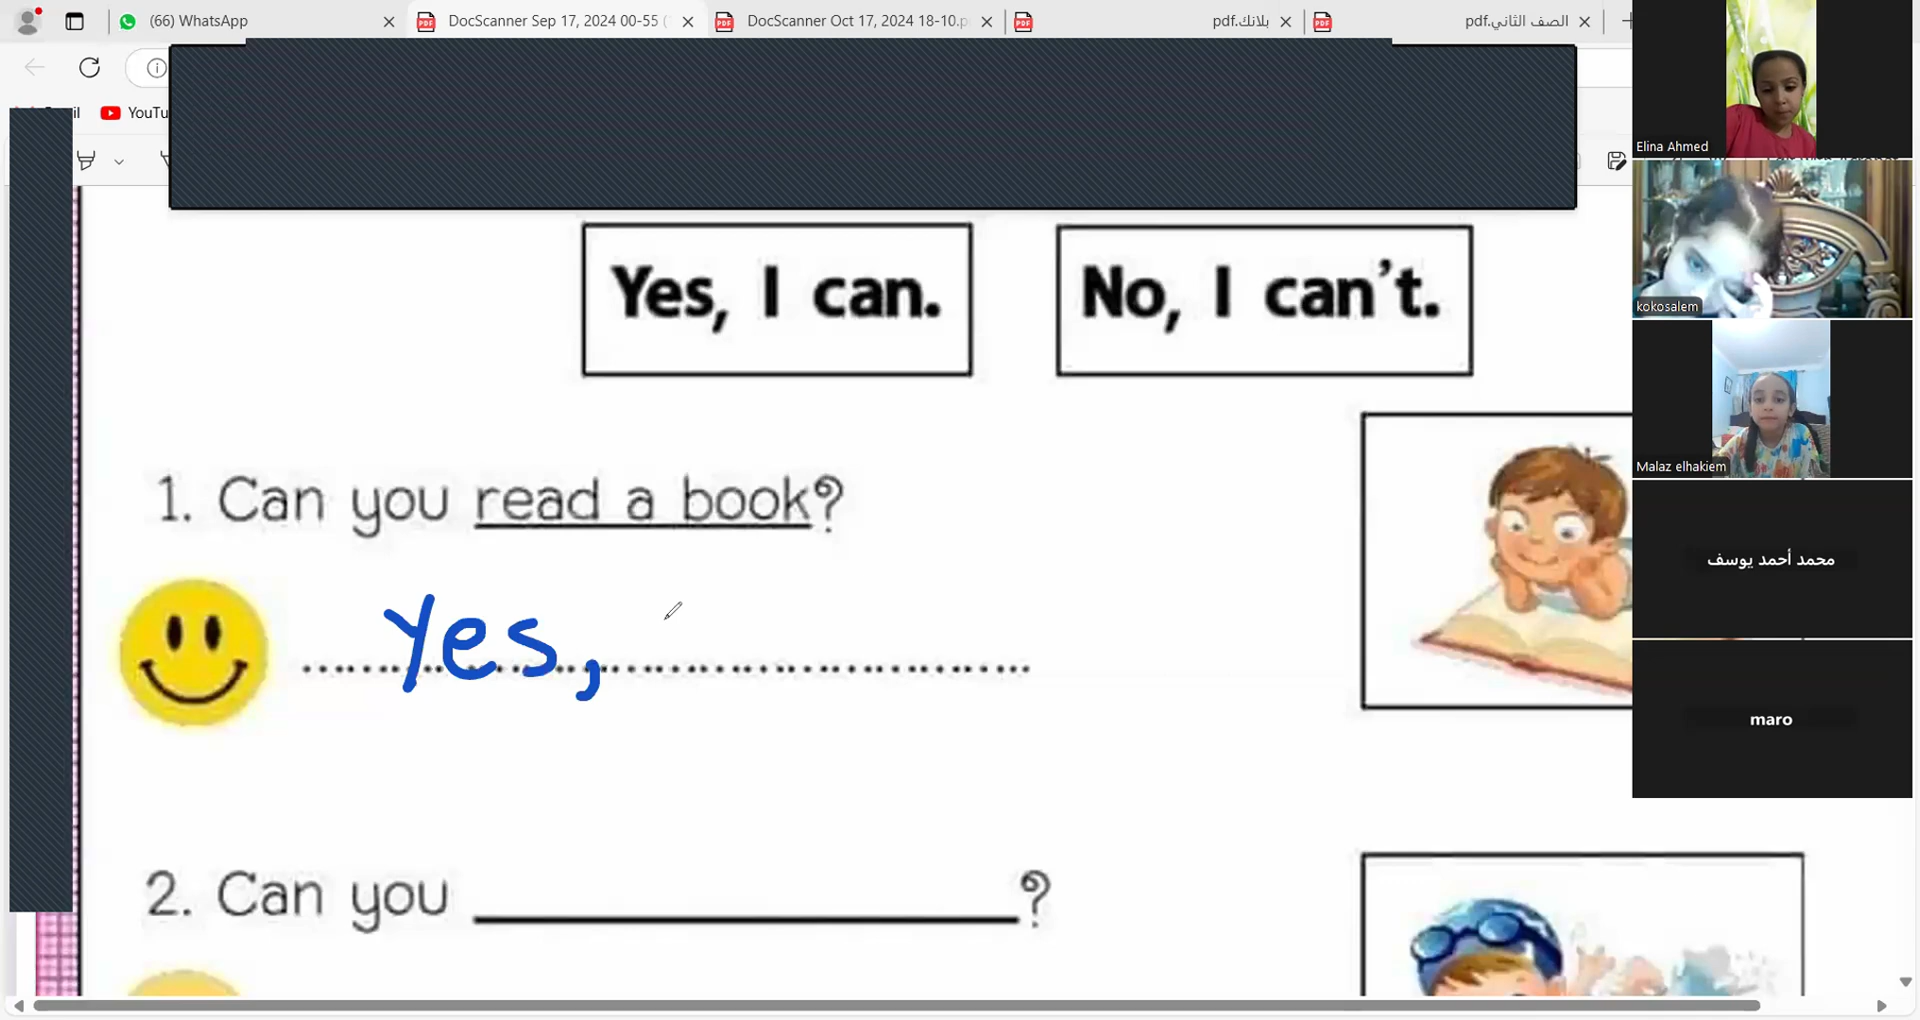 (66) WhatsApp
DocScanner Sep 17, 2024 00-55 (
DocScanner Oct 17, 2024 18-10.p
بلانك.pdf
الصف الثاني.pdf
YouTu
Yes, I can.
No, I can't.
1. Can you read a book?
Yes,
2. Can you ____________?
Elina Ahmed
kokosalem
Malaz elhakiem
محمد أحمد يوسف
maro